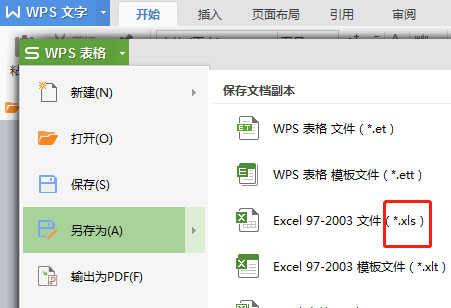 WPS 文字
开始
插入
页面布局
引用
审阅
WPS 表格
新建(N)
打开(O)
保存(S)
另存为(A)
输出为PDF(F)
保存文档副本
WPS 表格 文件 ( *.et )
WPS 表格 模板文件 ( *.ett )
Excel 97-2003 文件 ( *.xls )
Excel 97-2003 模板文件 ( *.xlt )